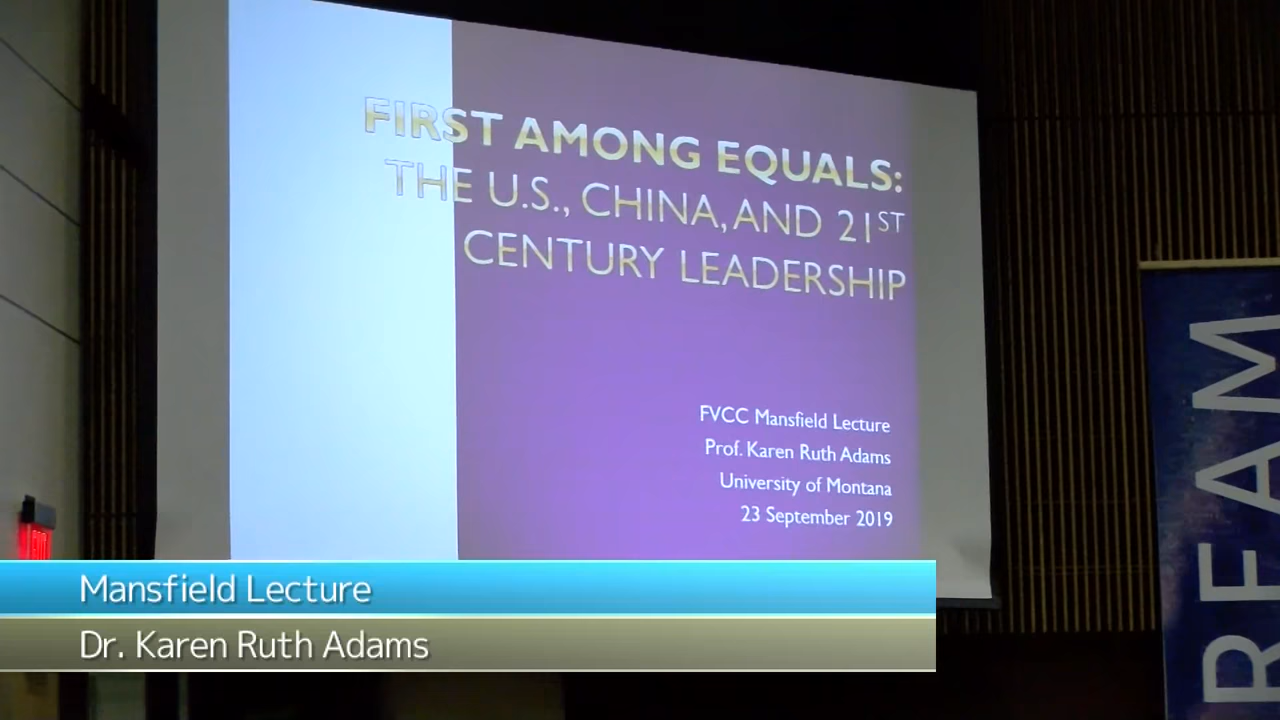 FIRST AMONG EQUALS:
THE U.S., CHINA, AND 21ST
CENTURY LEADERSHIP
FVCC Mansfield Lecture
Prof. Karen Ruth Adams
University of Montana
23 September 2019
REAM
Mansfield Lecture
Dr. Karen Ruth Adams